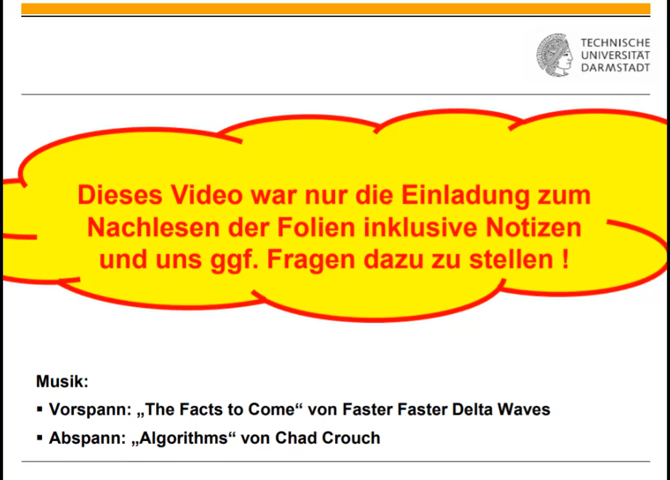 TECHNISCHE
UNIVERSITÄT
DARMSTADT
Dieses Video war nur die Einladung zum
Nachlesen der Folien inklusive Notizen
und uns ggf. Fragen dazu zu stellen !
Musik:
▪ Vorspann: „The Facts to Come“ von Faster Faster Delta Waves
▪ Abspann: „Algorithms“ von Chad Crouch